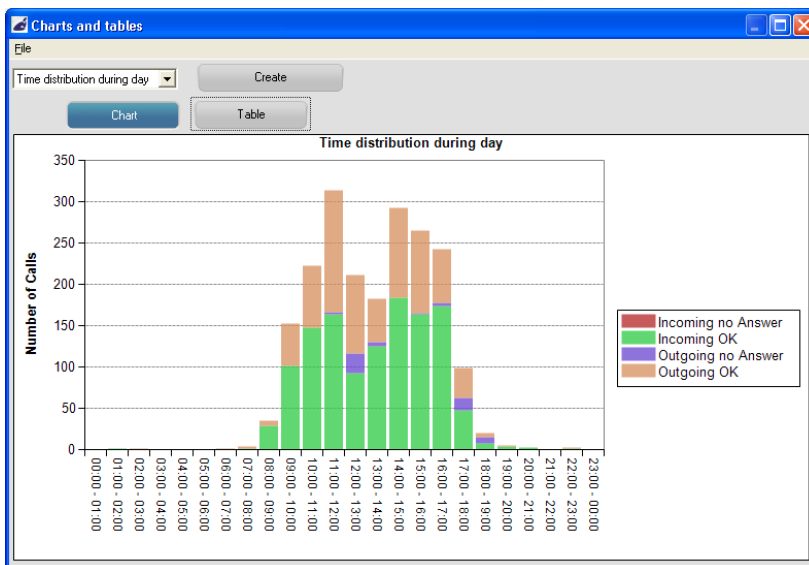 Charts and tables
File
Time distribution during day
Create
Chart
Table
Time distribution during day
350
300
250
200
150
100
50
0
Number of Calls
00:00 - 01:00
01:00 - 02:00
02:00 - 03:00
03:00 - 04:00
04:00 - 05:00
05:00 - 06:00
06:00 - 07:00
07:00 - 08:00
08:00 - 09:00
09:00 - 10:00
10:00 - 11:00
11:00 - 12:00
12:00 - 13:00
13:00 - 14:00
14:00 - 15:00
15:00 - 16:00
16:00 - 17:00
17:00 - 18:00
18:00 - 19:00
19:00 - 20:00
20:00 - 21:00
21:00 - 22:00
22:00 - 23:00
23:00 - 00:00
Incoming no Answer
Incoming OK
Outgoing no Answer
Outgoing OK